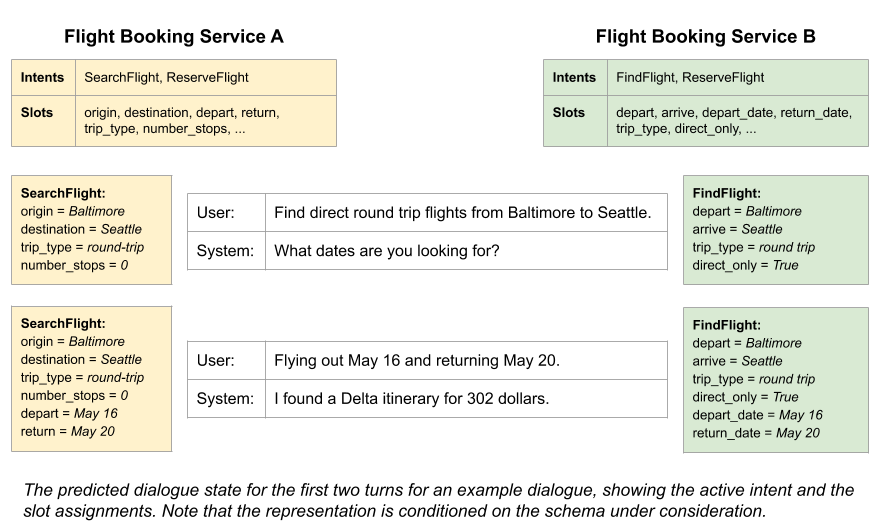 Flight Booking Service A
Flight Booking Service B
Intents
SearchFlight, ReserveFlight
Slots
origin, destination, depart, return,
trip_type, number_stops, ...
Intents
FindFlight, ReserveFlight
Slots
depart, arrive, depart_date, return_date,
trip_type, direct_only, ...
SearchFlight:
origin = Baltimore
destination = Seattle
trip_type = round-trip
number_stops = 0
User:
Find direct round trip flights from Baltimore to Seattle.
System:
What dates are you looking for?
FindFlight:
depart = Baltimore
arrive = Seattle
trip_type = round trip
direct_only = True
SearchFlight:
origin = Baltimore
destination = Seattle
trip_type = round-trip
number_stops = 0
depart = May 16
return = May 20
User:
Flying out May 16 and returning May 20.
System:
I found a Delta itinerary for 302 dollars.
FindFlight:
depart = Baltimore
arrive = Seattle
trip_type = round trip
direct_only = True
depart_date = May 16
return_date = May 20
The predicted dialogue state for the first two turns for an example dialogue, showing the active intent and the
slot assignments. Note that the representation is conditioned on the schema under consideration.